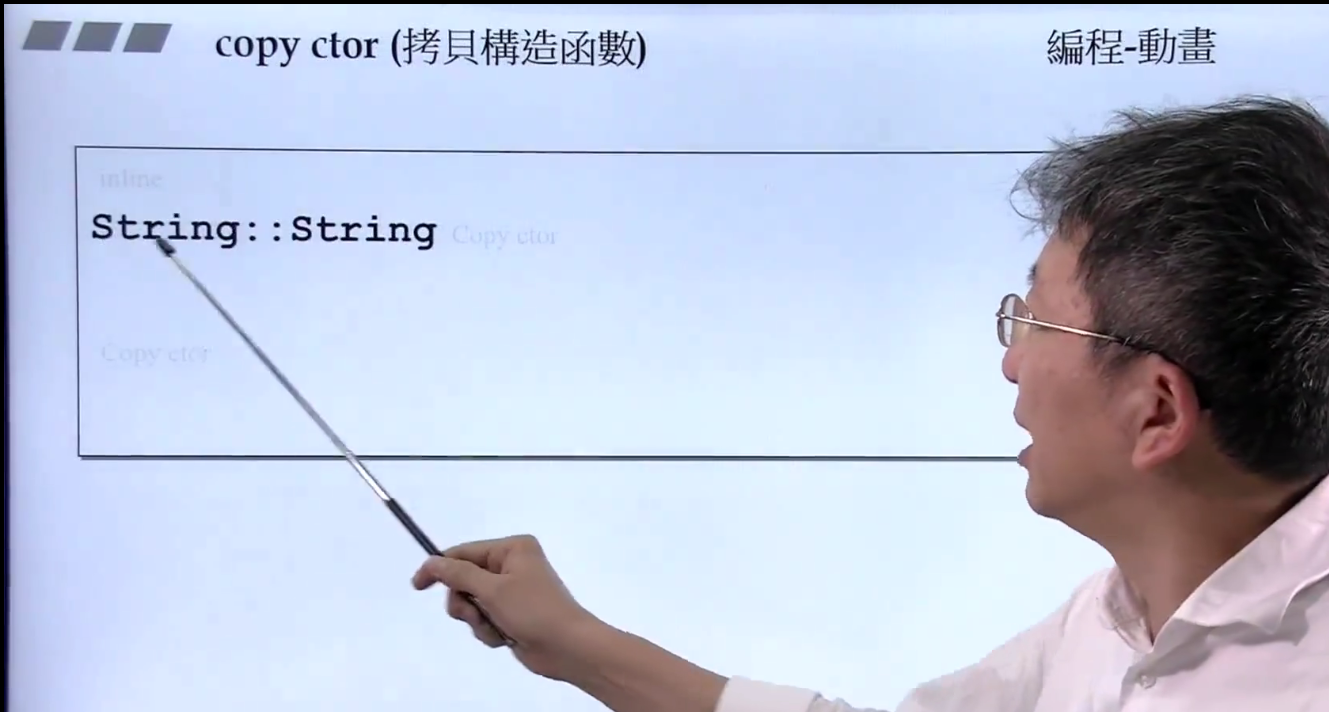 copy ctor (拷貝構造函數)
編程-動畫
inline
String::String Copy ctor
Copy ctor